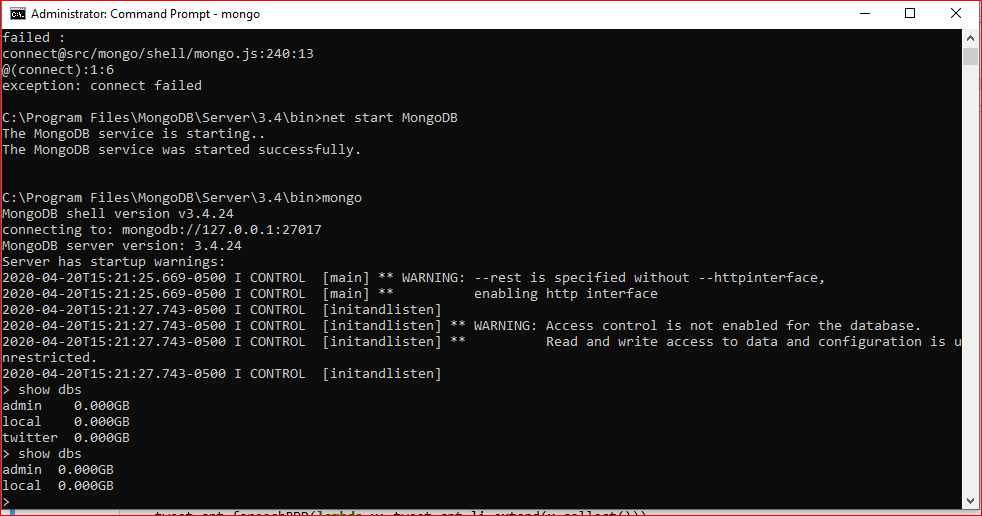 Administrator: Command Prompt - mongo
failed :
connect@src/mongo/shell/mongo.js:240:13
@(connect):1:6
exception: connect failed
C:\Program Files\MongoDB\Server\3.4\bin>net start MongoDB
The MongoDB service is starting..
The MongoDB service was started successfully.
C:\Program Files\MongoDB\Server\3.4\bin>mongo
MongoDB shell version v3.4.24
connecting to: mongodb://127.0.0.1:27017
MongoDB server version: 3.4.24
Server has startup warnings:
2020-04-20T15:21:25.669-0500 I CONTROL  [main] ** WARNING: --rest is specified without --httpinterface,
2020-04-20T15:21:25.669-0500 I CONTROL  [main] **          enabling http interface
2020-04-20T15:21:27.743-0500 I CONTROL  [initandlisten]
2020-04-20T15:21:27.743-0500 I CONTROL  [initandlisten] ** WARNING: Access control is not enabled for the database.
2020-04-20T15:21:27.743-0500 I CONTROL  [initandlisten] **          Read and write access to data and configuration is u
nrestricted.
2020-04-20T15:21:27.743-0500 I CONTROL  [initandlisten]
> show dbs
admin    0.000GB
local    0.000GB
twitter  0.000GB
> show dbs
admin  0.000GB
local  0.000GB
>